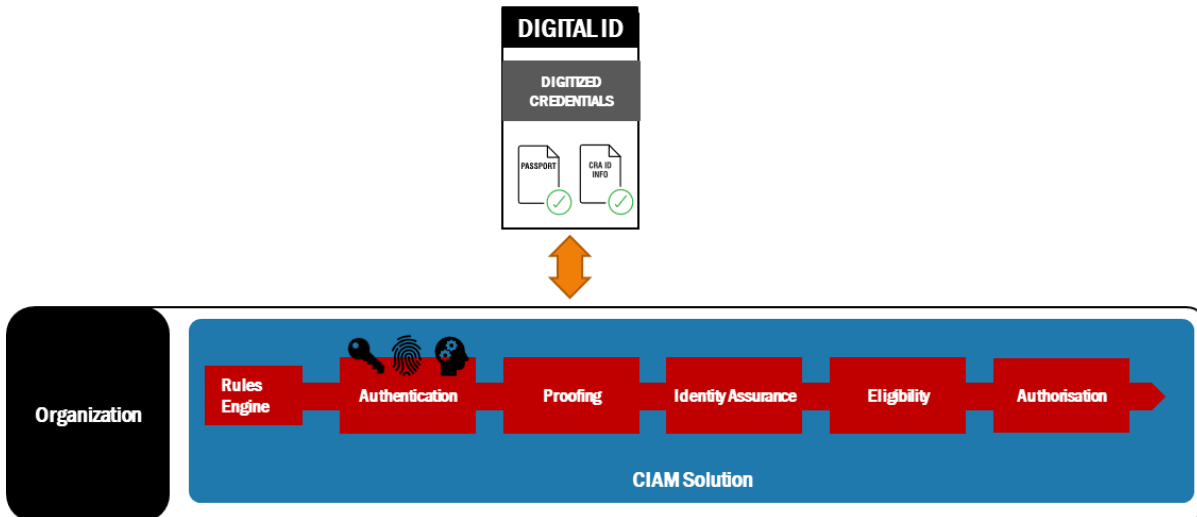 DIGITAL ID
DIGITIZED
CREDENTIALS
PASSPORT
CRA ID
INFO
Organization
Rules
Engine
Authentication
Proofing
Identity Assurance
Eligibility
Authorisation
CIAM Solution